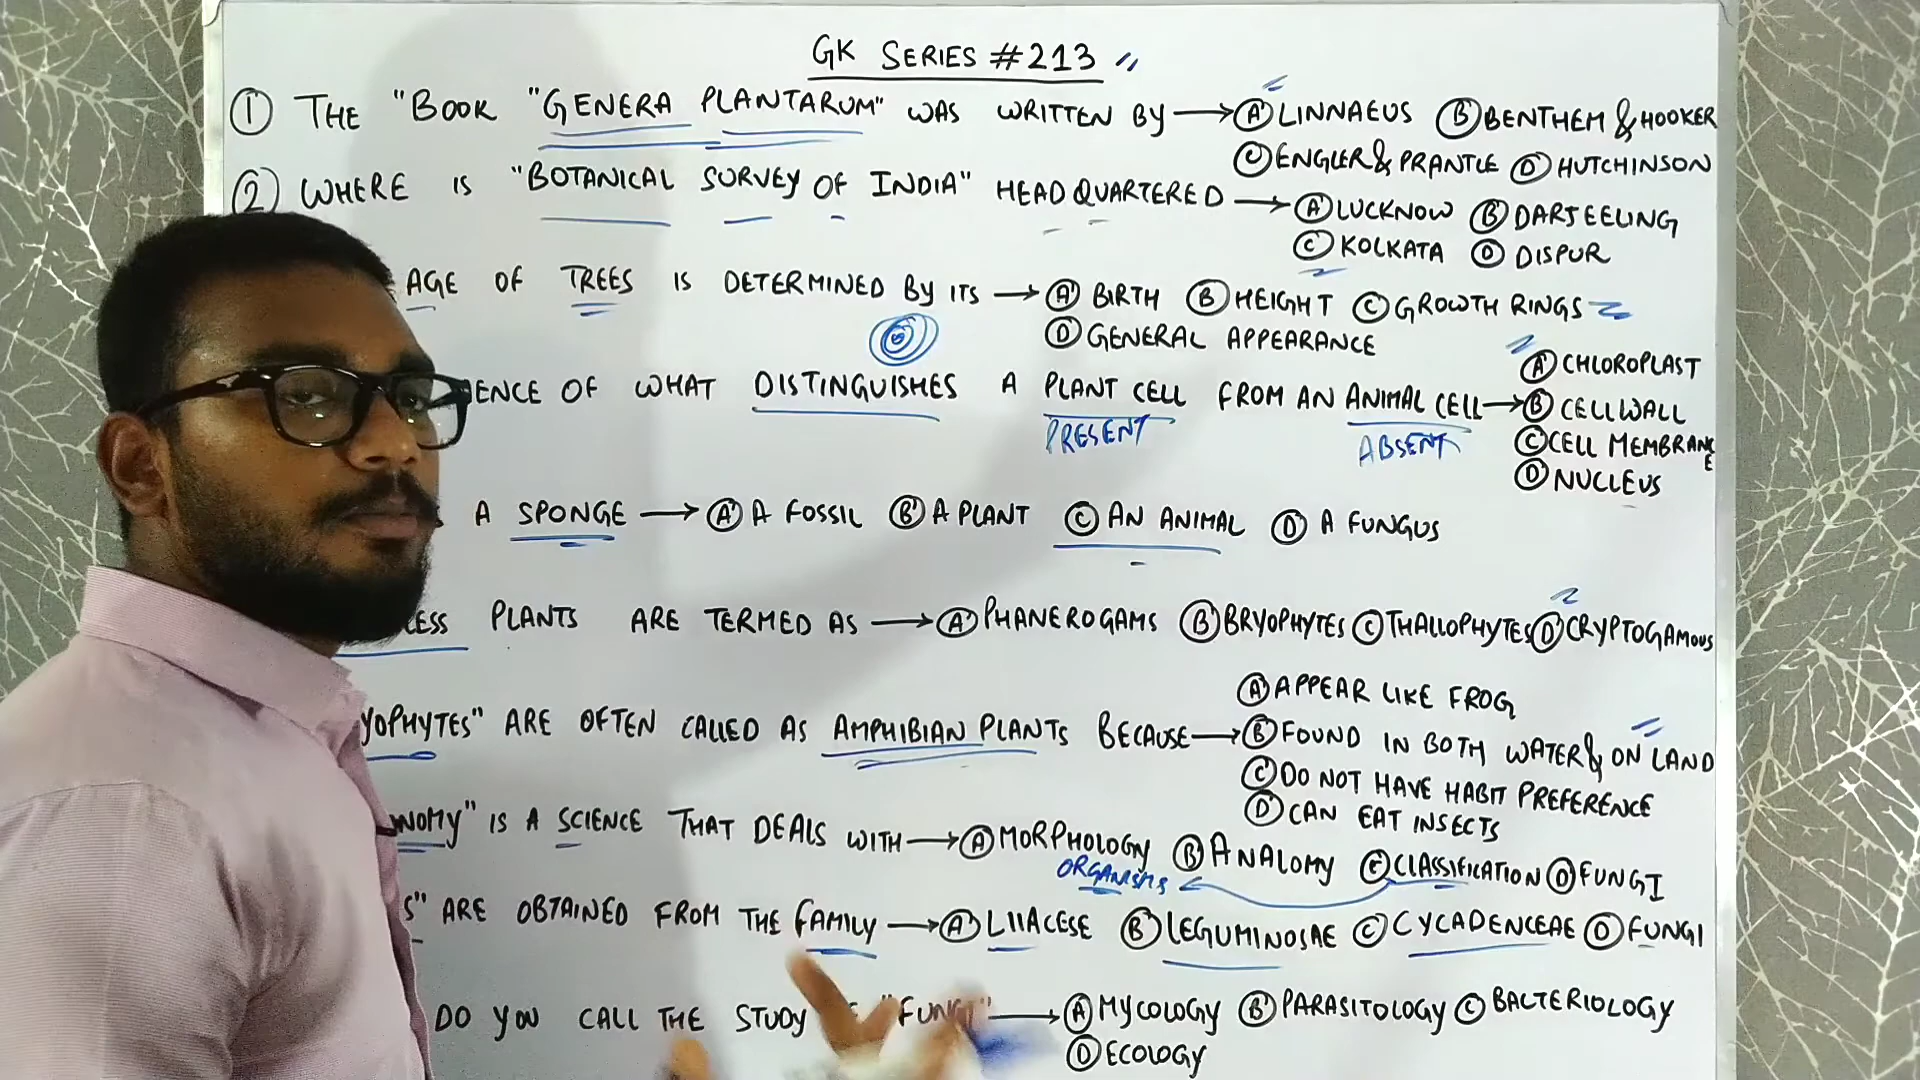 GK SERIES #213
① THE "BOOK "GENERA PLANTARUM" WAS WRITTEN BY → Ⓐ LINNAEUS Ⓑ BENTHEM & HOOKER
Ⓒ ENGLER & PRANTLE Ⓓ HUTCHINSON
② WHERE IS "BOTANICAL SURVEY OF INDIA" HEAD QUARTERED → Ⓐ LUCKNOW Ⓑ DARJEELING
Ⓒ KOLKATA Ⓓ DISPUR
AGE OF TREES IS DETERMINED BY ITS → Ⓐ BIRTH Ⓑ HEIGHT Ⓒ GROWTH RINGS
Ⓓ GENERAL APPEARANCE
ENCE OF WHAT DISTINGUISHES A PLANT CELL FROM AN ANIMAL CELL → Ⓐ CHLOROPLAST
Ⓑ CELLWALL
PRESENT ABSENT Ⓒ CELL MEMBRANE
Ⓓ NUCLEUS
A SPONGE → Ⓐ A FOSSIL Ⓑ A PLANT Ⓒ AN ANIMAL Ⓓ A FUNGUS
LESS PLANTS ARE TERMED AS → Ⓐ PHANEROGAMS Ⓑ BRYOPHYTES Ⓒ THALLOPHYTES Ⓓ CRYPTOGAMOUS
YOPHYTES" ARE OFTEN CALLED AS AMPHIBIAN PLANTS BECAUSE → Ⓐ APPEAR LIKE FROG
Ⓑ FOUND IN BOTH WATER & ON LAND
Ⓒ DO NOT HAVE HABIT PREFERENCE
Ⓓ CAN EAT INSECTS
NOMY" IS A SCIENCE THAT DEALS WITH → Ⓐ MORPHOLOGY Ⓑ ANALOMY Ⓒ CLASSIFICATION Ⓓ FUNGI
ORGANISMS
S" ARE OBTAINED FROM THE FAMILY → Ⓐ LIIACESE Ⓑ LEGUMINOSAE Ⓒ CYCADENCEAE Ⓓ FUNGI
DO YOU CALL THE STUDY "FUNGI" → Ⓐ MYCOLOGY Ⓑ PARASITOLOGY Ⓒ BACTERIOLOGY
Ⓓ ECOLOGY